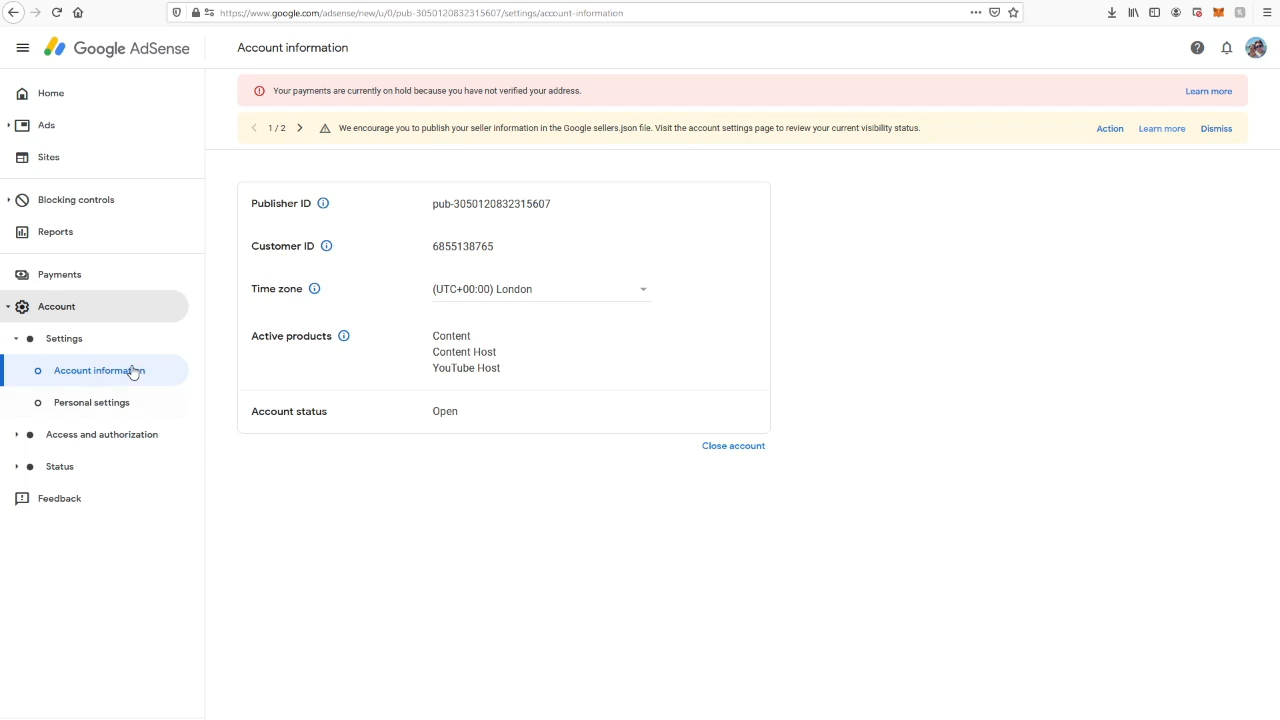 https://www.google.com/adsense/new/u/0/pub-3050120832315607/settings/account-information
Google AdSense
Account information
Home
Ads
Sites
Blocking controls
Reports
Payments
Account
Settings
Account information
Personal settings
Access and authorization
Status
Feedback
Your payments are currently on hold because you have not verified your address.
Learn more
1 / 2
We encourage you to publish your seller information in the Google sellers.json file. Visit the account settings page to review your current visibility status.
Action
Learn more
Dismiss
Publisher ID
pub-3050120832315607
Customer ID
6855138765
Time zone
(UTC+00:00) London
Active products
Content
Content Host
YouTube Host
Account status
Open
Close account